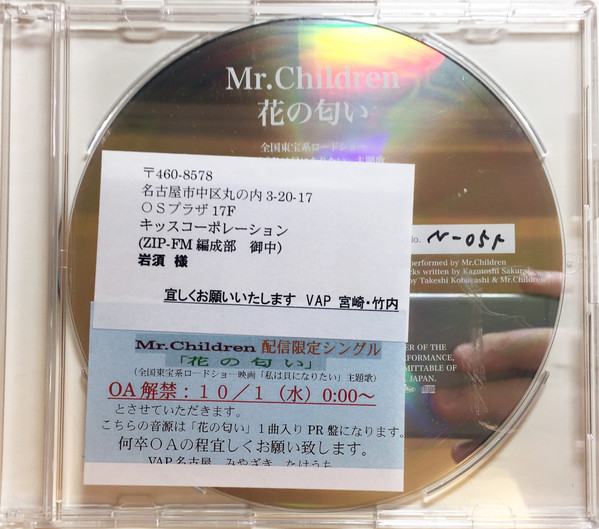 Mr.Children
花の匂い
全国東宝系ロードショー
〒460-8578
名古屋市中区丸の内 3-20-17
ＯＳプラザ 17F
キッスコーポレーション
(ZIP-FM 編成部　御中)
岩須 様
宜しくお願いいたします　VAP 宮崎・竹内
No. N-051
performed by Mr.Children
written by Kazutoshi Sakurai
by Takeshi Kobayashi & Mr.Children
Mr.Children 配信限定シングル
「花の匂い」
（全国東宝系ロードショー映画「私は貝になりたい」主題歌）
OA 解禁：１０／１（水）0:00～
とさせていただきます。
こちらの音源は「花の匂い」１曲入り PR 盤になります。
何卒ＯＡの程宜しくお願い致します。
VAP名古屋　みやざき　たけうち
OF THE
JAPAN.